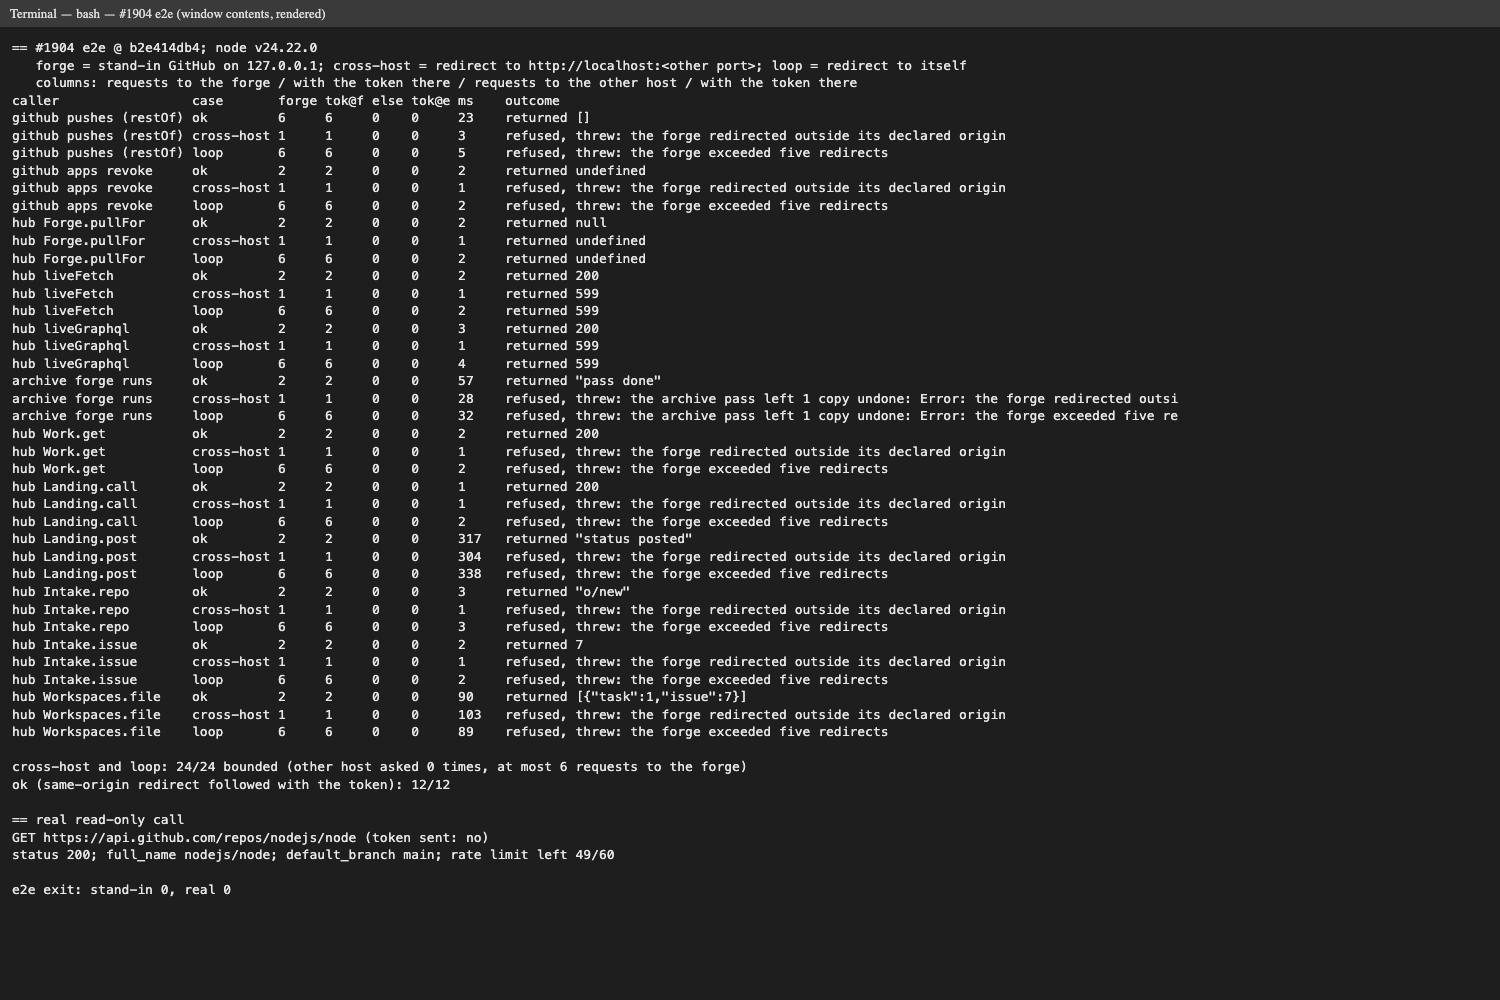 Terminal — bash — #1904 e2e (window contents, rendered)
== #1904 e2e @ b2e414db4; node v24.22.0
forge = stand-in GitHub on 127.0.0.1; cross-host = redirect to http://localhost:<other port>; loop = redirect to itself
columns: requests to the forge / with the token there / requests to the other host / with the token there
caller case forge tok@f else tok@e ms outcome
github pushes (restOf) ok 6 6 0 0 23 returned []
github pushes (restOf) cross-host 1 1 0 0 3 refused, threw: the forge redirected outside its declared origin
github pushes (restOf) loop 6 6 0 0 5 refused, threw: the forge exceeded five redirects
github apps revoke ok 2 2 0 0 2 returned undefined
github apps revoke cross-host 1 1 0 0 1 refused, threw: the forge redirected outside its declared origin
github apps revoke loop 6 6 0 0 2 refused, threw: the forge exceeded five redirects
hub Forge.pullFor ok 2 2 0 0 2 returned null
hub Forge.pullFor cross-host 1 1 0 0 1 returned undefined
hub Forge.pullFor loop 6 6 0 0 2 returned undefined
hub liveFetch ok 2 2 0 0 2 returned 200
hub liveFetch cross-host 1 1 0 0 1 returned 599
hub liveFetch loop 6 6 0 0 2 returned 599
hub liveGraphql ok 2 2 0 0 3 returned 200
hub liveGraphql cross-host 1 1 0 0 1 returned 599
hub liveGraphql loop 6 6 0 0 4 returned 599
archive forge runs ok 2 2 0 0 57 returned "pass done"
archive forge runs cross-host 1 1 0 0 28 refused, threw: the archive pass left 1 copy undone: Error: the forge redirected outsi
archive forge runs loop 6 6 0 0 32 refused, threw: the archive pass left 1 copy undone: Error: the forge exceeded five re
hub Work.get ok 2 2 0 0 2 returned 200
hub Work.get cross-host 1 1 0 0 1 refused, threw: the forge redirected outside its declared origin
hub Work.get loop 6 6 0 0 2 refused, threw: the forge exceeded five redirects
hub Landing.call ok 2 2 0 0 1 returned 200
hub Landing.call cross-host 1 1 0 0 1 refused, threw: the forge redirected outside its declared origin
hub Landing.call loop 6 6 0 0 2 refused, threw: the forge exceeded five redirects
hub Landing.post ok 2 2 0 0 317 returned "status posted"
hub Landing.post cross-host 1 1 0 0 304 refused, threw: the forge redirected outside its declared origin
hub Landing.post loop 6 6 0 0 338 refused, threw: the forge exceeded five redirects
hub Intake.repo ok 2 2 0 0 3 returned "o/new"
hub Intake.repo cross-host 1 1 0 0 1 refused, threw: the forge redirected outside its declared origin
hub Intake.repo loop 6 6 0 0 3 refused, threw: the forge exceeded five redirects
hub Intake.issue ok 2 2 0 0 2 returned 7
hub Intake.issue cross-host 1 1 0 0 1 refused, threw: the forge redirected outside its declared origin
hub Intake.issue loop 6 6 0 0 2 refused, threw: the forge exceeded five redirects
hub Workspaces.file ok 2 2 0 0 90 returned [{"task":1,"issue":7}]
hub Workspaces.file cross-host 1 1 0 0 103 refused, threw: the forge redirected outside its declared origin
hub Workspaces.file loop 6 6 0 0 89 refused, threw: the forge exceeded five redirects
cross-host and loop: 24/24 bounded (other host asked 0 times, at most 6 requests to the forge)
ok (same-origin redirect followed with the token): 12/12
== real read-only call
GET https://api.github.com/repos/nodejs/node (token sent: no)
status 200; full_name nodejs/node; default_branch main; rate limit left 49/60
e2e exit: stand-in 0, real 0